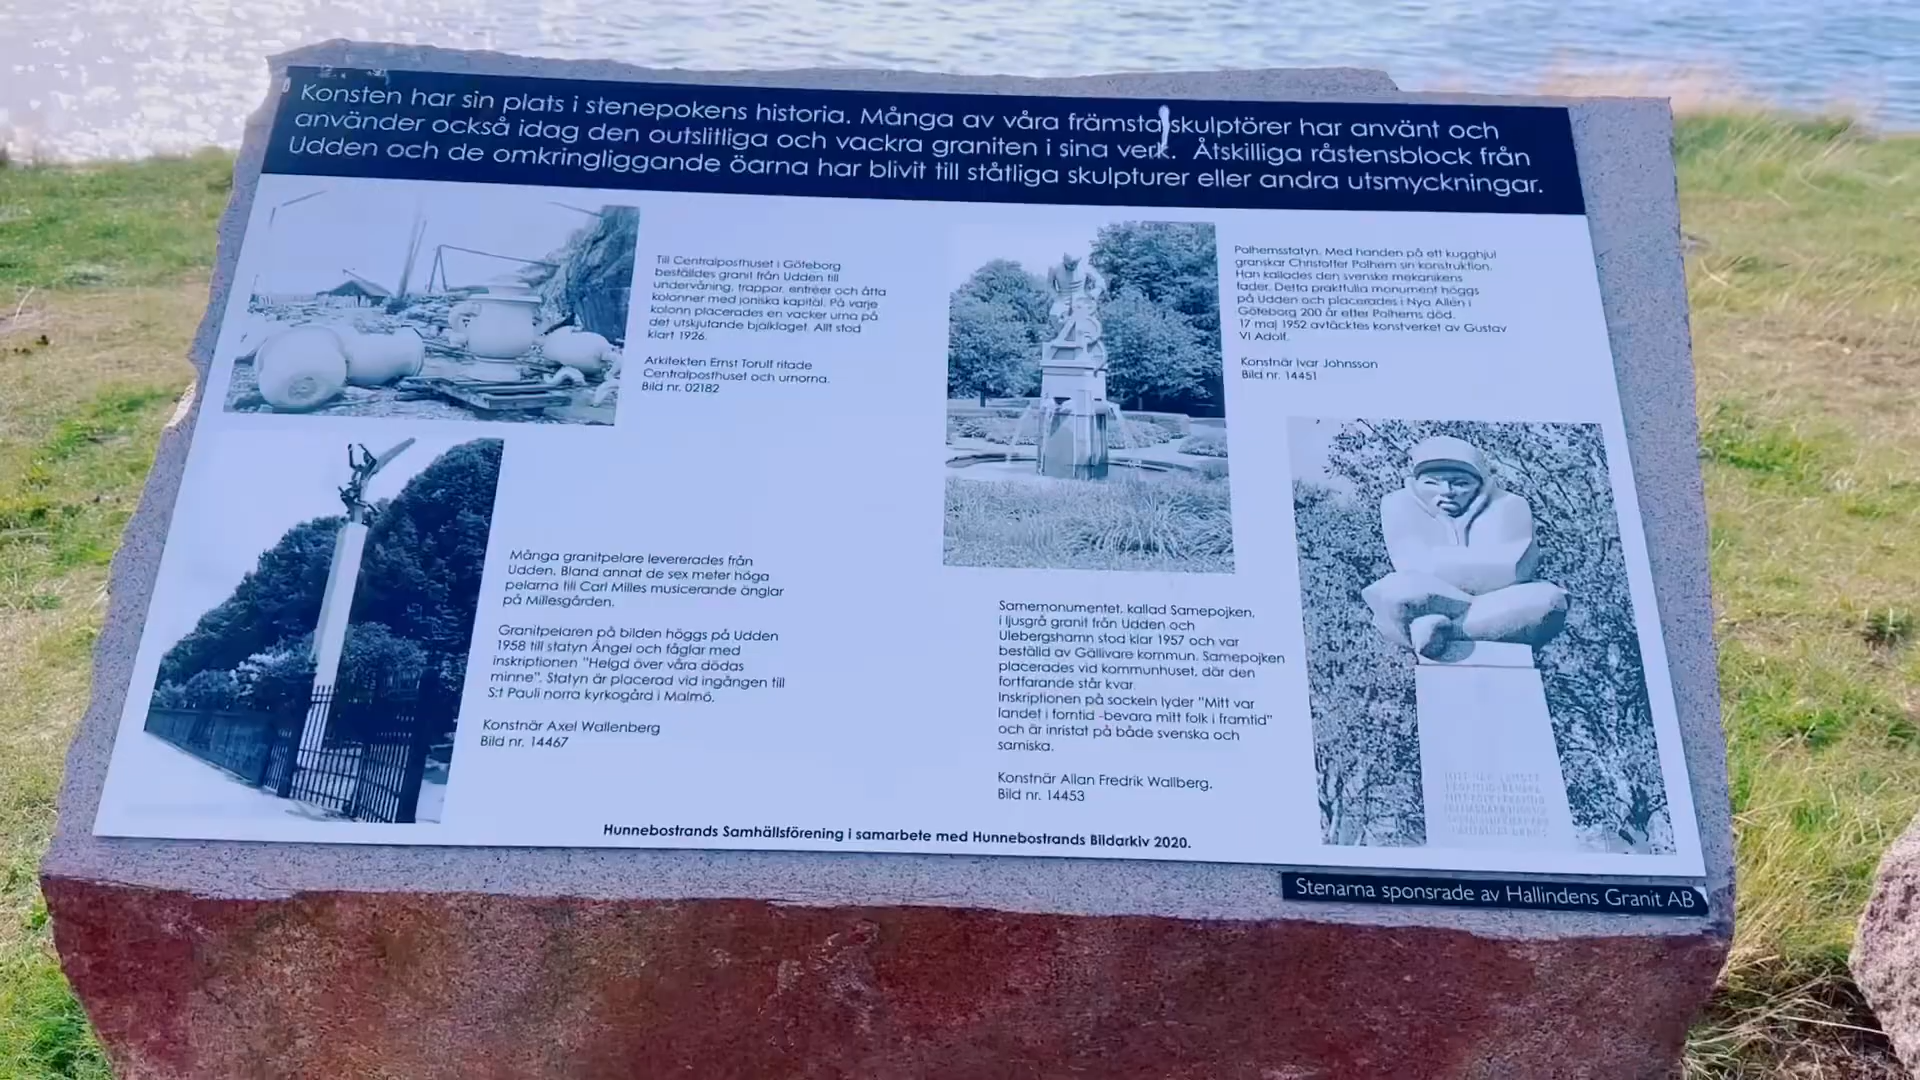 Konsten har sin plats i stenepokens historia. Många av våra främsta skulptörer har använt och
använder också idag den outslitliga och vackra graniten i sina verk. Åtskilliga råstensblock från
Udden och de omkringliggande öarna har blivit till ståtliga skulpturer eller andra utsmyckningar.
Till Centralposthuset i Göteborg
beställdes granit från Udden till
undervåning, trappor, entréer och åtta
kolonner med joniska kapitäl. På varje
kolonn placerades en vacker urna på
det utskjutande bjälklaget. Allt stod
klart 1926.
Arkitekten Ernst Torulf ritade
Centralposthuset och urnorna.
Bild nr. 02182
Polhemsstatyn. Med handen på ett kugghjul
granskar Christoffer Polhem sin konstruktion.
Han kallades den svenske mekanikens
fader. Detta praktfulla monument höggs
på Udden och placerades i Nya Allén i
Göteborg 200 år efter Polhems död.
17 maj 1952 avtäcktes konstverket av Gustav
VI Adolf.
Konstnär Ivar Johnsson
Bild nr. 14451
Många granitpelare levererades från
Udden. Bland annat de sex meter höga
pelarna till Carl Milles musicerande änglar
på Millesgården.
Granitpelaren på bilden höggs på Udden
1958 till statyn Ängel och fåglar med
inskriptionen "Helgd över våra dödas
minne". Statyn är placerad vid ingången till
S:t Pauli norra kyrkogård i Malmö.
Konstnär Axel Wallenberg
Bild nr. 14467
Samemonumentet, kallad Samepojken,
i ljusgrå granit från Udden och
Ulebergshamn stod klar 1957 och var
beställd av Gällivare kommun. Samepojken
placerades vid kommunhuset, där den
fortfarande står kvar.
Inskriptionen på sockeln lyder "Mitt var
landet i forntid -bevara mitt folk i framtid"
och är inristat på både svenska och
samiska.
Konstnär Allan Fredrik Wallberg.
Bild nr. 14453
Hunnebostrands Samhällsförening i samarbete med Hunnebostrands Bildarkiv 2020.
Stenarna sponsrade av Hallindens Granit AB